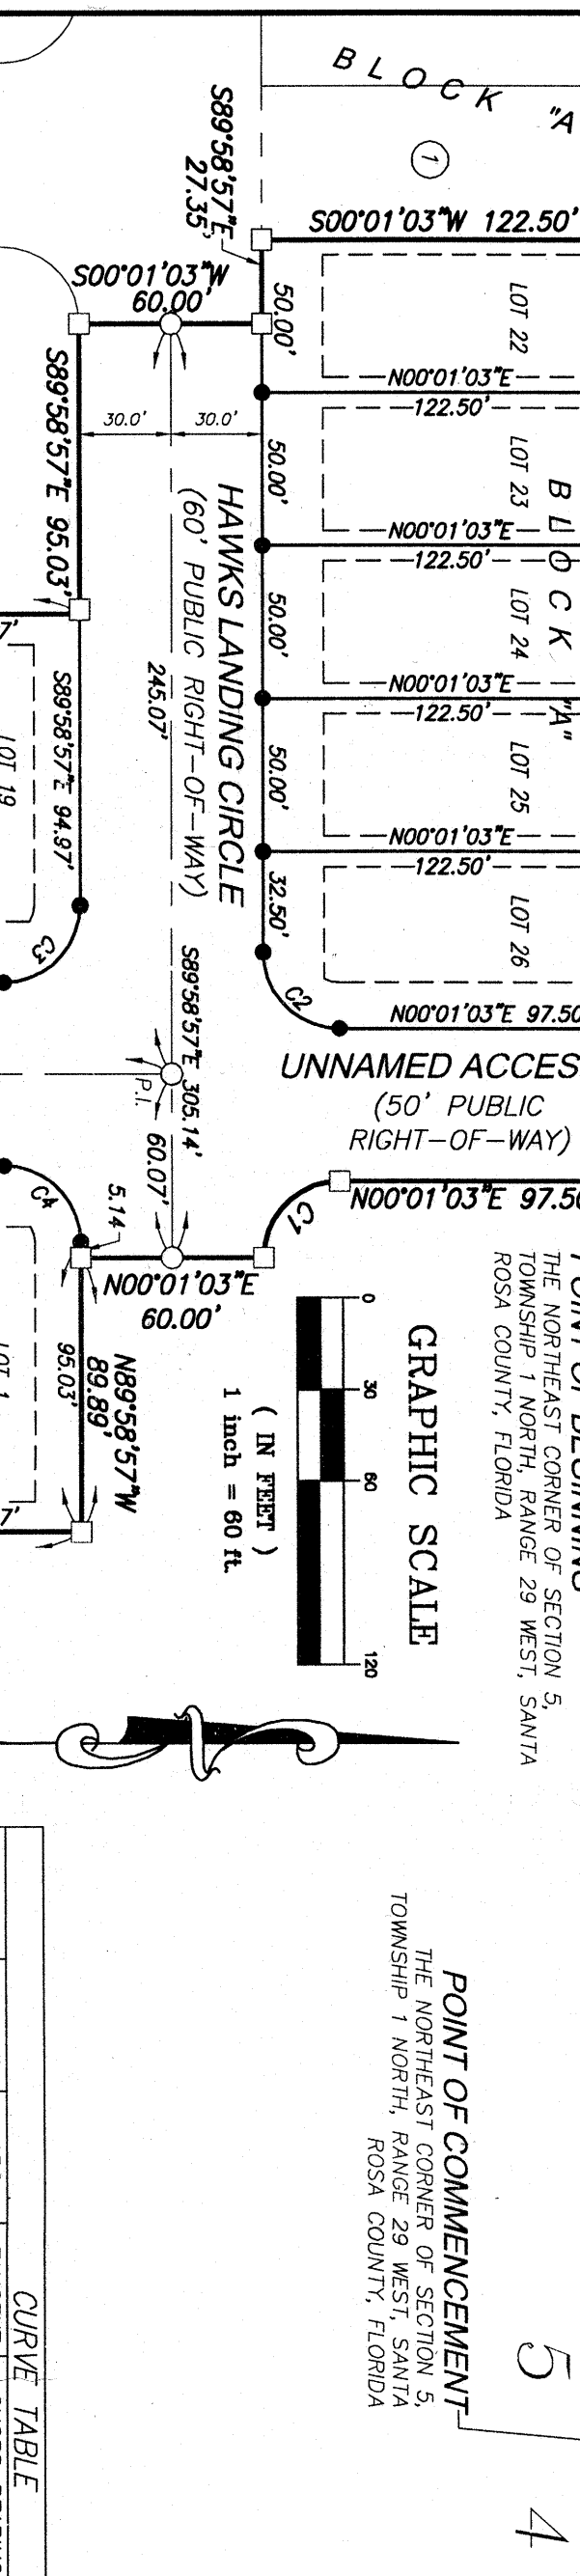 BLOCK "A
1
S89°58'57"E
27.35'
S00°01'03"W 122.50'
S00°01'03"W
60.00'
50.00'
LOT 22
N00°01'03"E
122.50'
30.0'
30.0'
S89°58'57"E 95.03'
50.00'
LOT 23
BLOCK "A"
N00°01'03"E
122.50'
HAWKS LANDING CIRCLE
(60' PUBLIC RIGHT-OF-WAY)
245.07'
50.00'
LOT 24
N00°01'03"E
122.50'
7'
S89°58'57"E 94.97'
LOT 19
50.00'
LOT 25
N00°01'03"E
122.50'
32.50'
LOT 26
C3
C2
N00°01'03"E 97.50
S89°58'57"E 305.14'
P.I.
60.07'
UNNAMED ACCES
(50' PUBLIC
RIGHT-OF-WAY)
N00°01'03"E 97.50
C4
C1
5.14
N00°01'03"E
60.00'
N89°58'57"W
89.89'
95.03'
LOT 1
7'
POINT OF BEGINNING
THE NORTHEAST CORNER OF SECTION 5,
TOWNSHIP 1 NORTH, RANGE 29 WEST, SANTA
ROSA COUNTY, FLORIDA
GRAPHIC SCALE
0
30
60
120
( IN FEET )
1 inch = 60 ft.
POINT OF COMMENCEMENT
THE NORTHEAST CORNER OF SECTION 5,
TOWNSHIP 1 NORTH, RANGE 29 WEST, SANTA
ROSA COUNTY, FLORIDA
5
4
CURVE TABLE